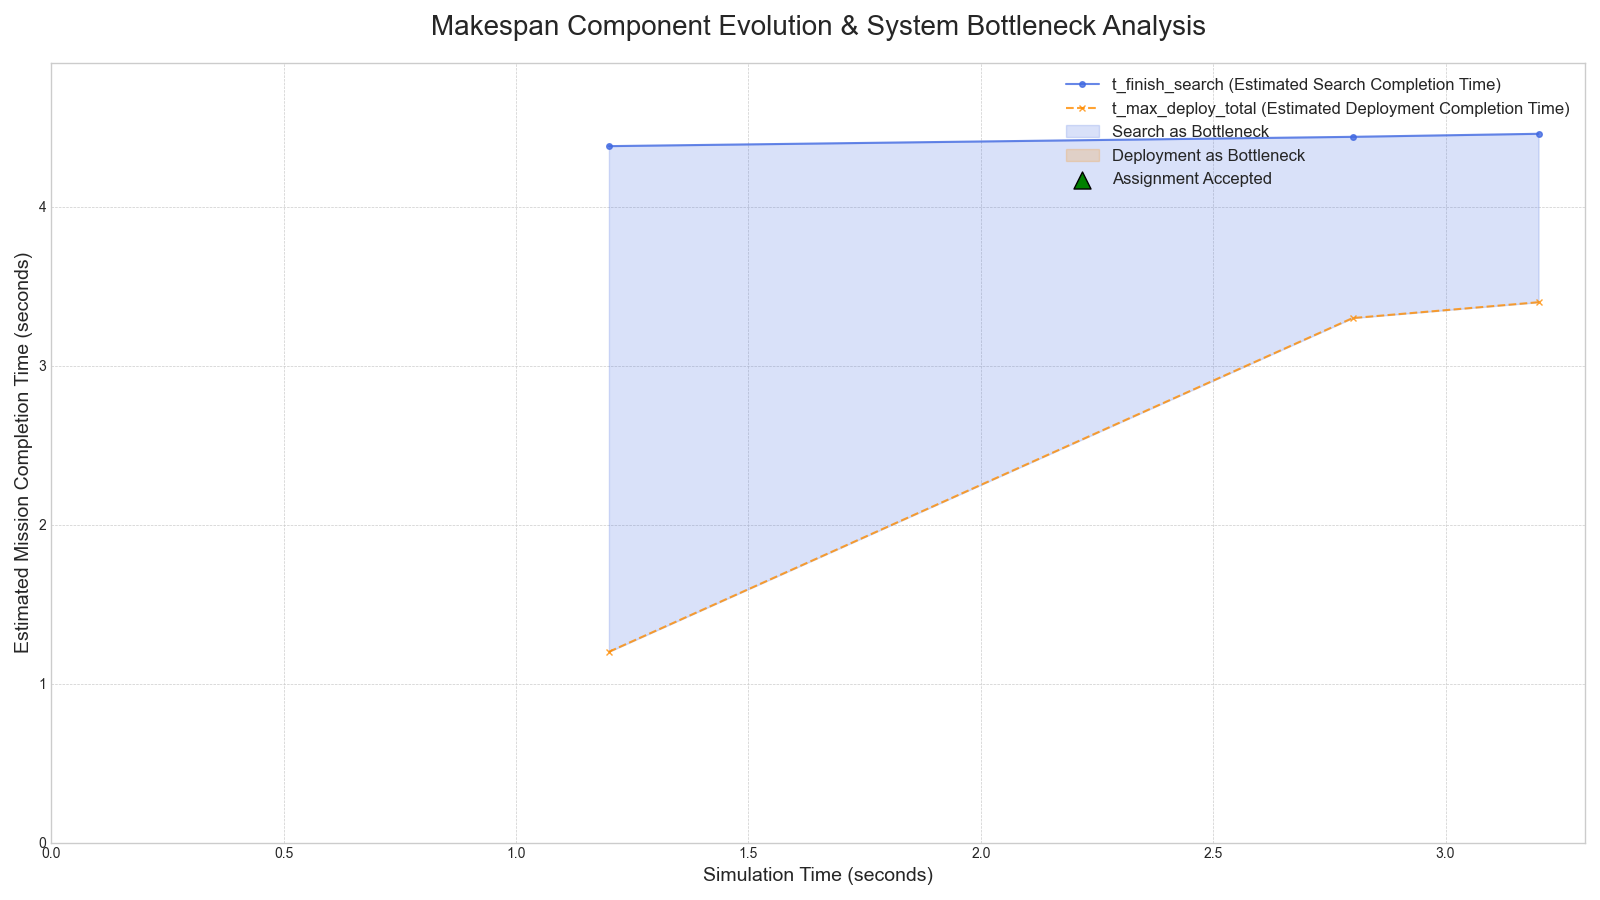 Makespan Component Evolution & System Bottleneck Analysis
t_finish_search (Estimated Search Completion Time)
t_max_deploy_total (Estimated Deployment Completion Time)
Search as Bottleneck
Deployment as Bottleneck
Assignment Accepted
Estimated Mission Completion Time (seconds)
4
3
2
1
0
0.0
0.5
1.0
1.5
2.0
2.5
3.0
Simulation Time (seconds)